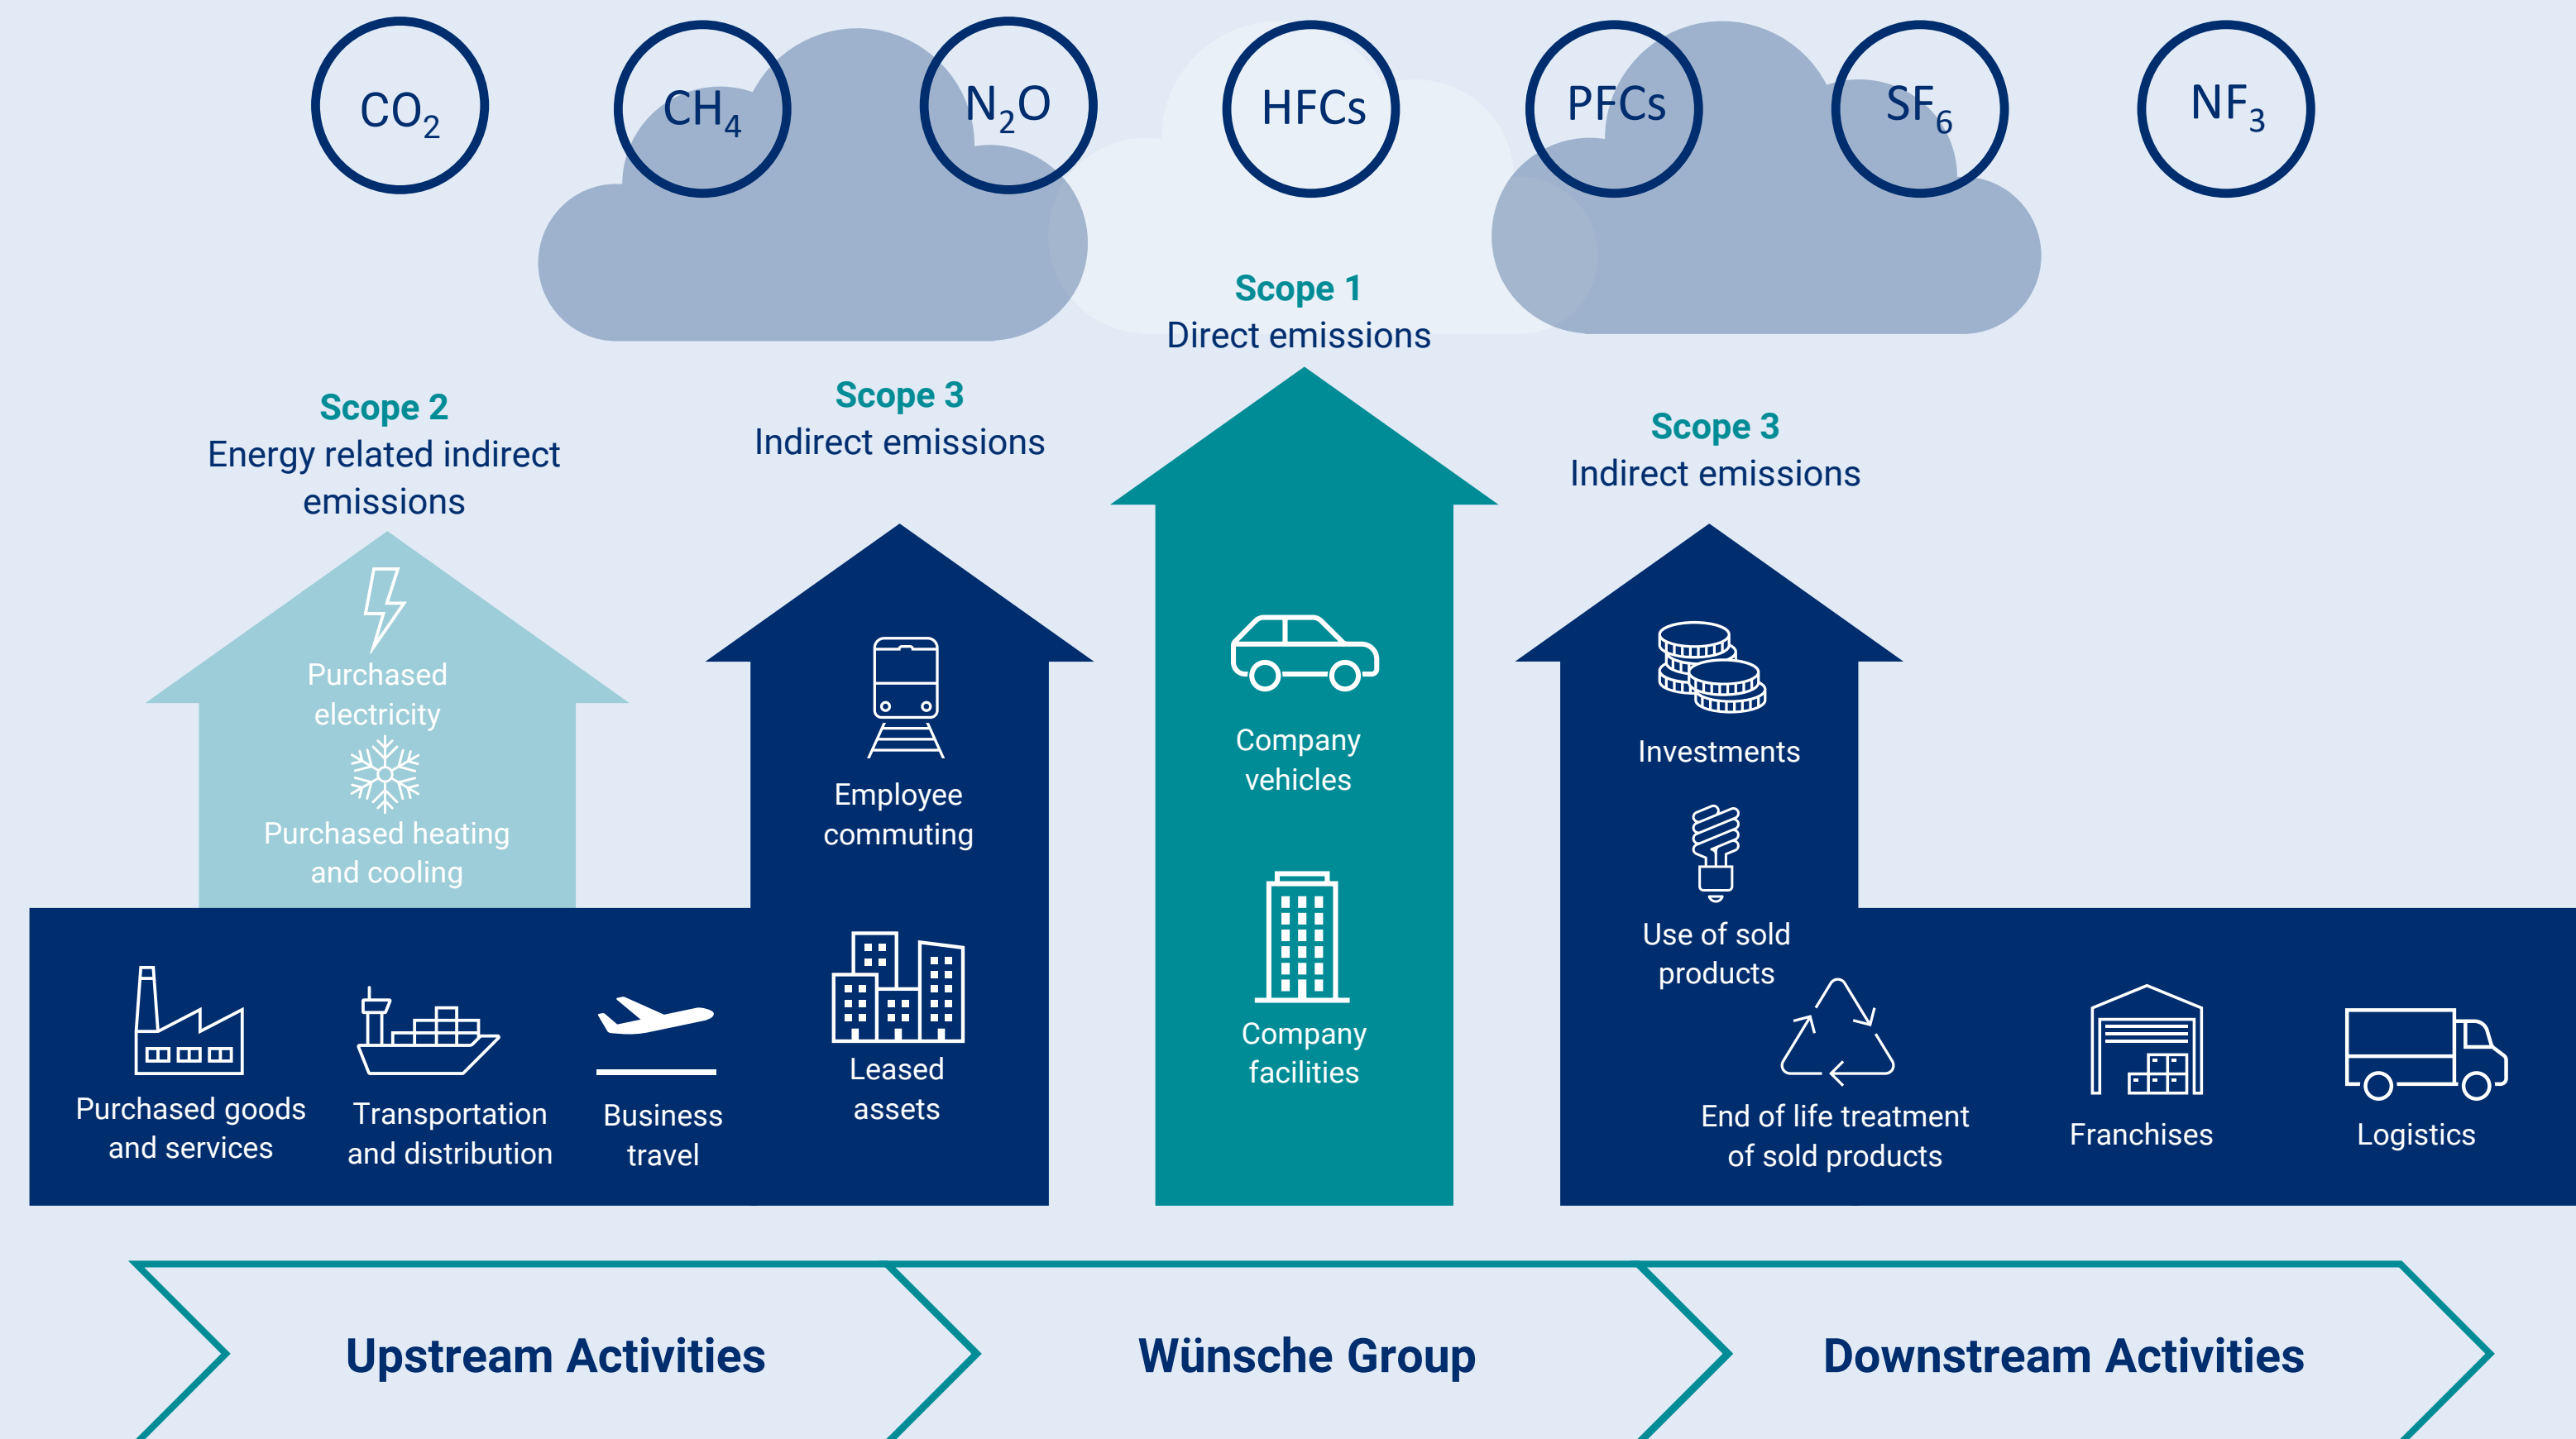 CO₂
CH₄
N₂O
HFCs
PFCs
SF₆
NF₃
Scope 1
Direct emissions
Scope 2
Energy related indirect
emissions
Scope 3
Indirect emissions
Scope 3
Indirect emissions
Purchased
electricity
Purchased heating
and cooling
Employee
commuting
Company
vehicles
Investments
Purchased goods
and services
Transportation
and distribution
Business
travel
Leased
assets
Company
facilities
Use of sold
products
End of life treatment
of sold products
Franchises
Logistics
Upstream Activities
Wünsche Group
Downstream Activities